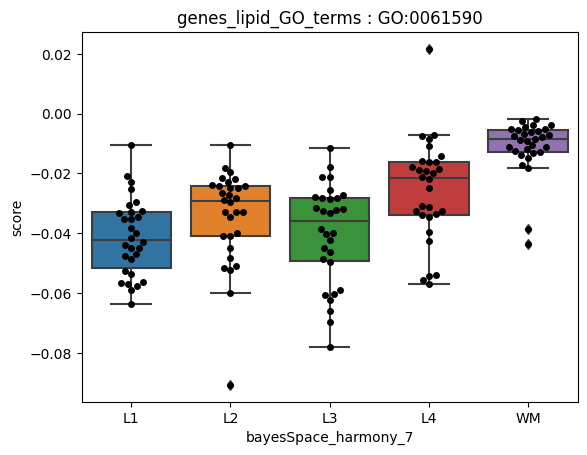 genes_lipid_GO_terms : GO:0061590
0.02
0.00
−0.02
−0.04
−0.06
−0.08
score
L1 L2 L3 L4 WM
bayesSpace_harmony_7